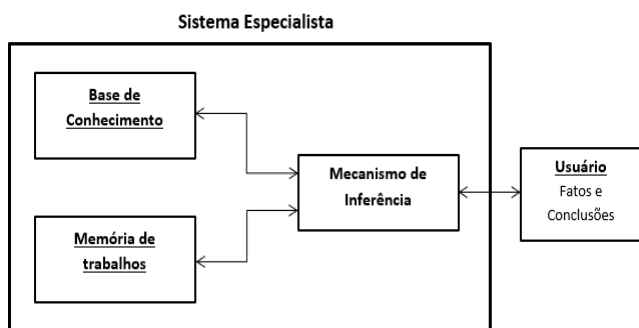 Sistema Especialista
Base de
Conhecimento
Mecanismo de
Inferência
Usuário
Fatos e
Conclusões
Memória de
trabalhos